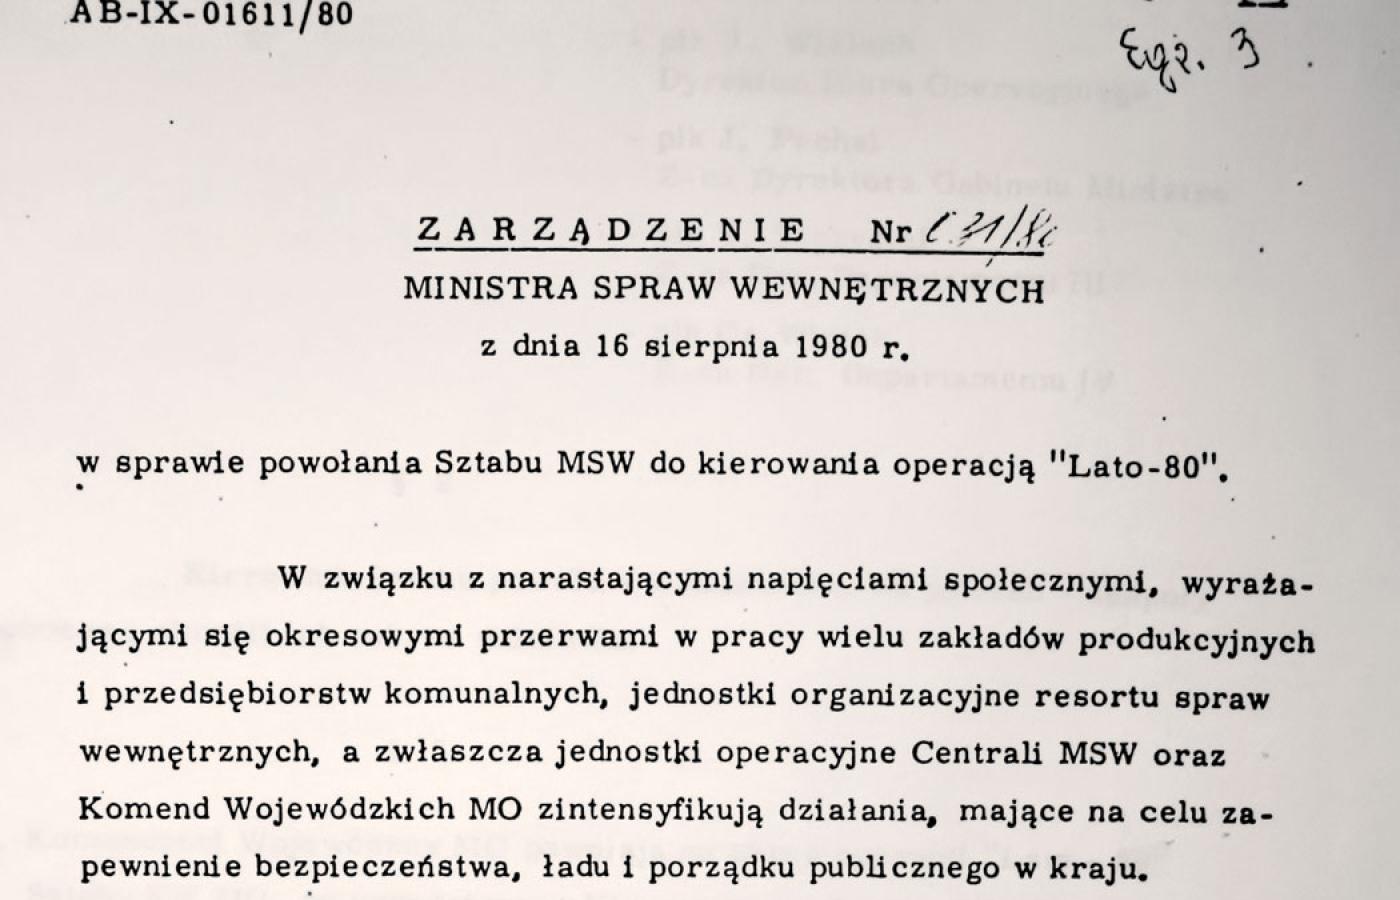 AB-IX-01611/80
Egz. 3
ZARZĄDZENIE Nr
MINISTRA SPRAW WEWNĘTRZNYCH
z dnia 16 sierpnia 1980 r.
w sprawie powołania Sztabu MSW do kierowania operacją "Lato-80".
W związku z narastającymi napięciami społecznymi, wyraża-
jącymi się okresowymi przerwami w pracy wielu zakładów produkcyjnych
i przedsiębiorstw komunalnych, jednostki organizacyjne resortu spraw
wewnętrznych, a zwłaszcza jednostki operacyjne Centrali MSW oraz
Komend Wojewódzkich MO zintensyfikują działania, mające na celu za-
pewnienie bezpieczeństwa, ładu i porządku publicznego w kraju.